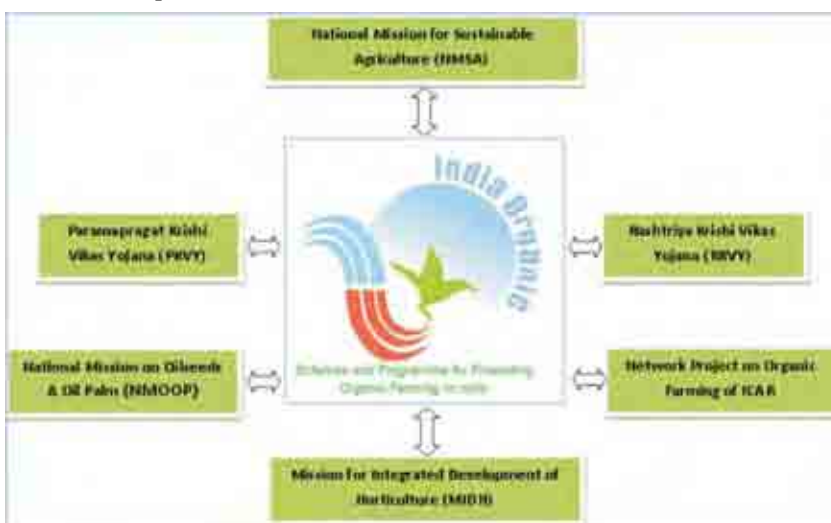 National Mission for Sustainable
Agriculture (NMSA)
India Organic
Paramapragat Krishi
Vikas Yojana (PKVY)
Rashtriya Krishi Vikas
Yojana (RKVY)
National Mission on Oilseeds
& Oil Palm (NMOOP)
Network Project on Organic
Farming of ICAR
Schemes and Programme for Promoting
Organic Farming in India
Mission for Integrated Development of
Horticulture (MIDH)